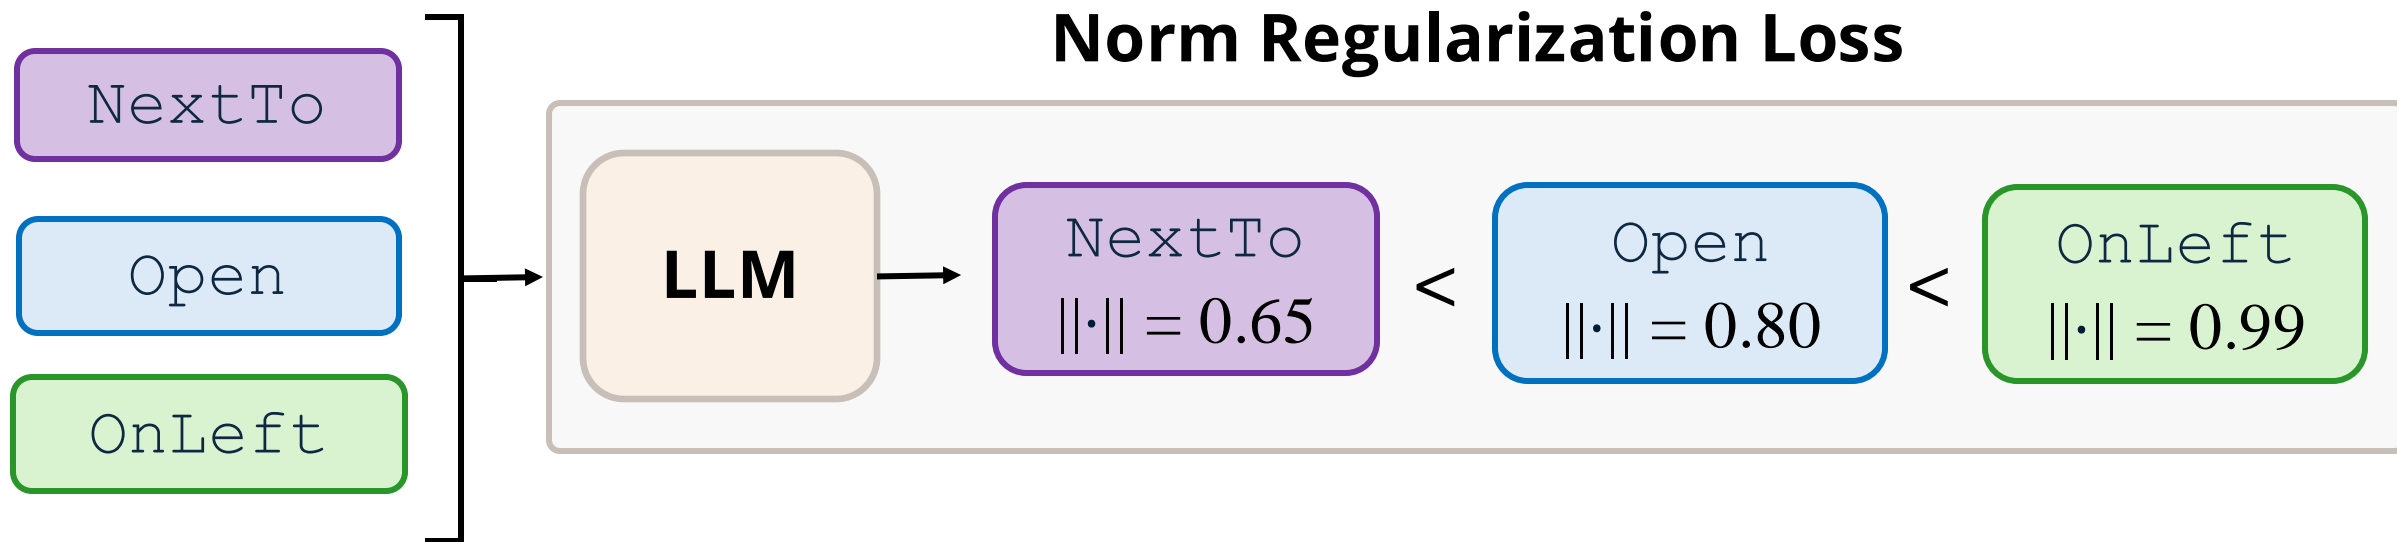 Norm Regularization Loss
NextTo
Open
OnLeft
LLM
NextTo
||·|| = 0.65
<
Open
||·|| = 0.80
<
OnLeft
||·|| = 0.99